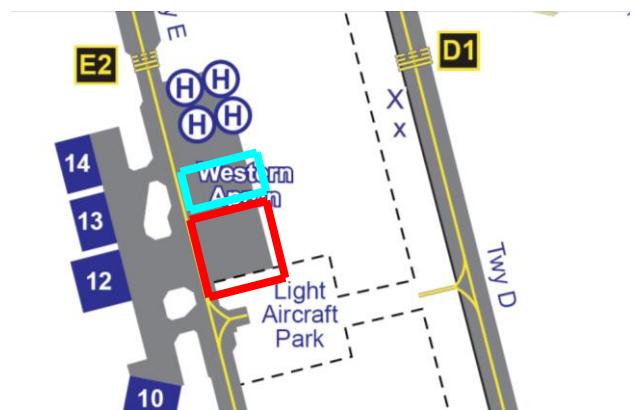 y E
E2
D1
H
H
H
H
X
x
14
Western
Apron
13
12
Twy D
Light
Aircraft
Park
10